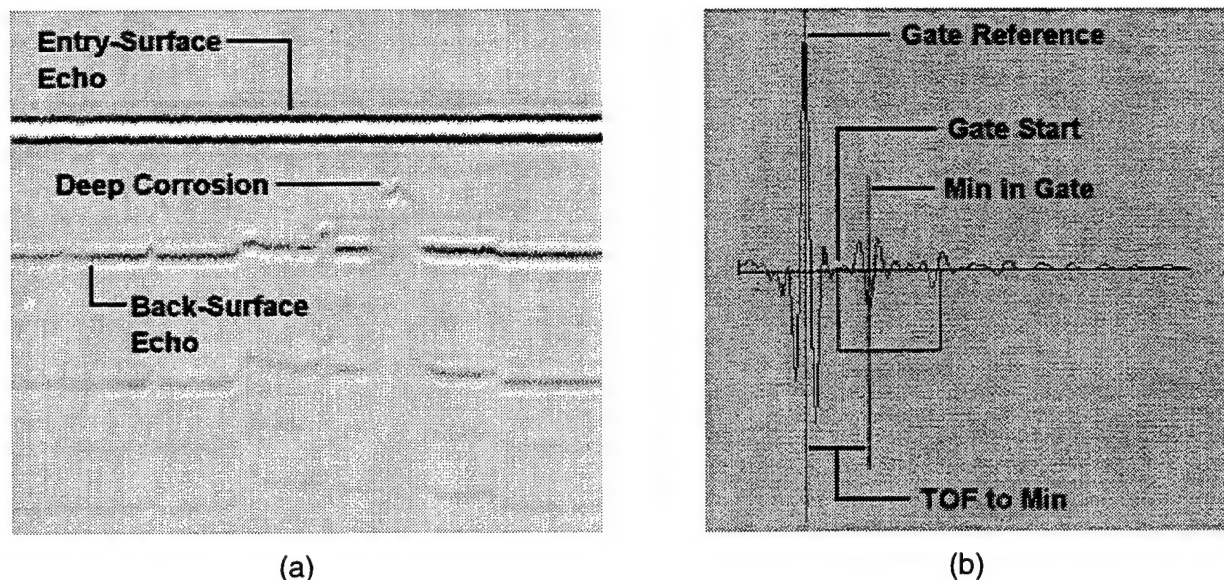 Entry-Surface
Echo
Deep Corrosion
Back-Surface
Echo
(a)
Gate Reference
Gate Start
Min in Gate
TOF to Min
(b)